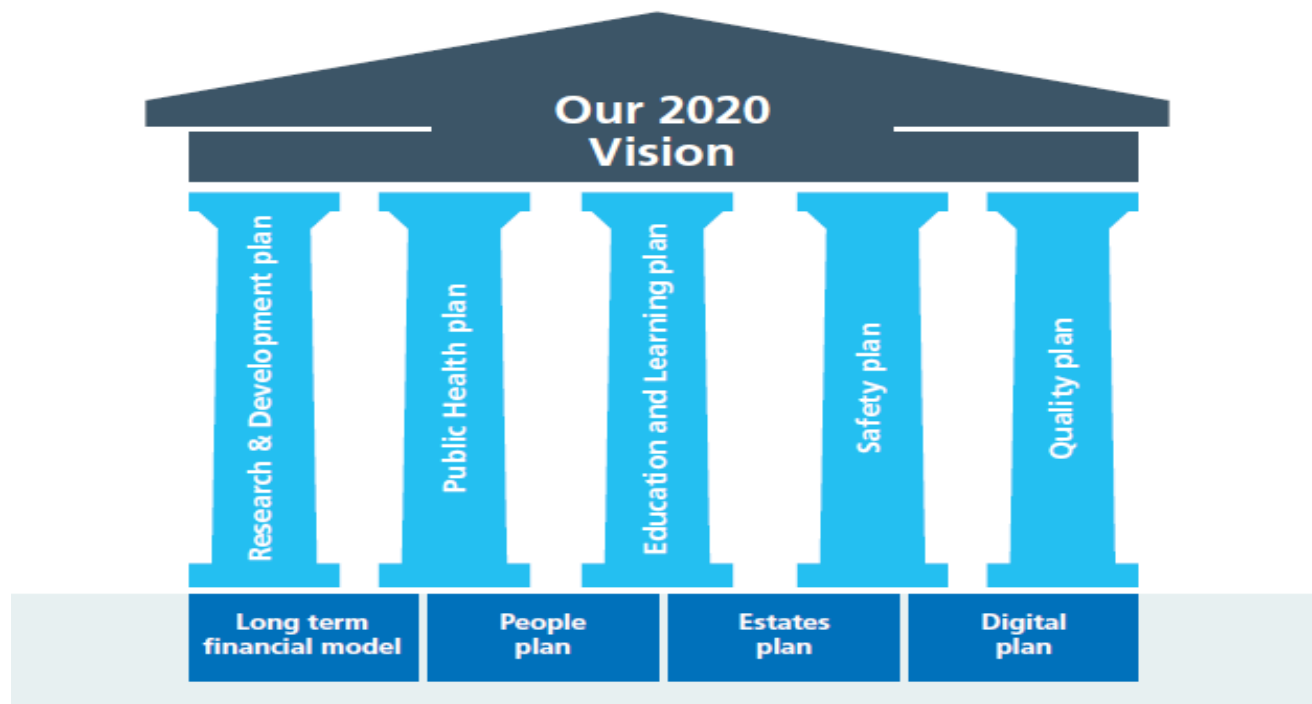 Our 2020
Vision
Research & Development plan
Public Health plan
Education and Learning plan
Safety plan
Quality plan
Long term
financial model
People
plan
Estates
plan
Digital
plan